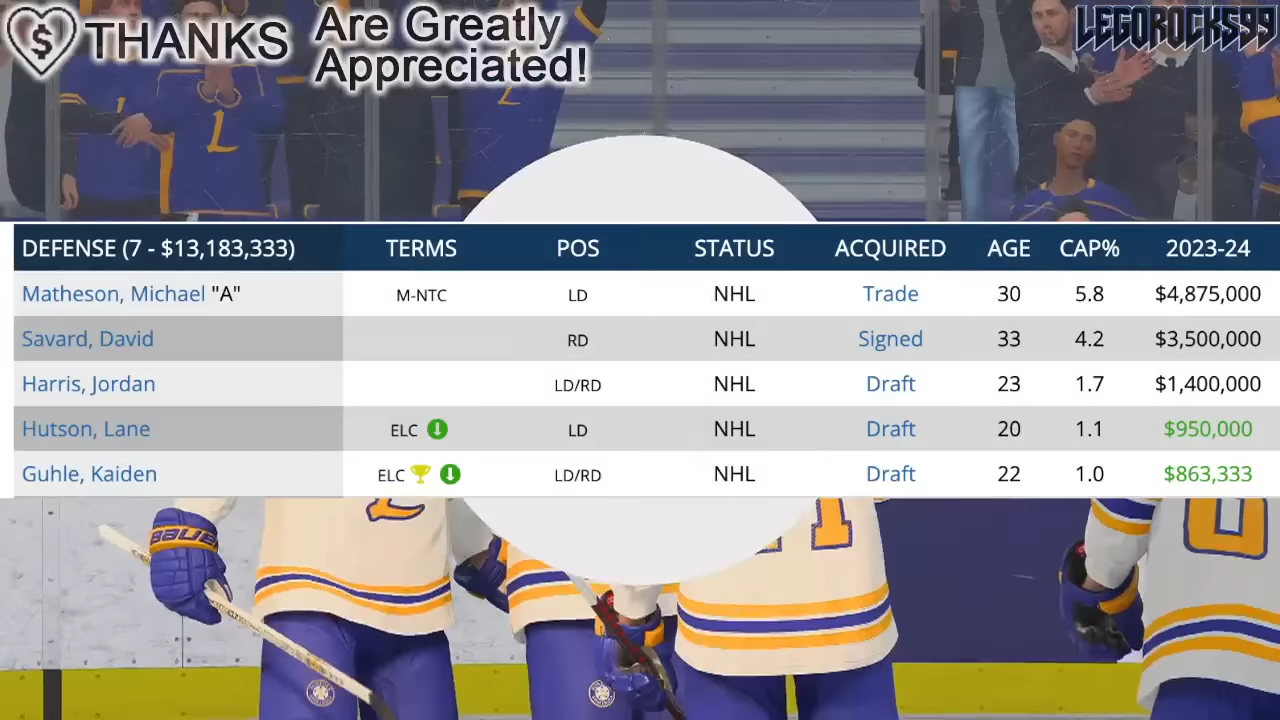 $ THANKS
Are Greatly
Appreciated!
LEGOROCKS99
L
DEFENSE (7 - $13,183,333) TERMS POS STATUS ACQUIRED AGE CAP% 2023-24
Matheson, Michael "A" M-NTC LD NHL Trade 30 5.8 $4,875,000
Savard, David RD NHL Signed 33 4.2 $3,500,000
Harris, Jordan LD/RD NHL Draft 23 1.7 $1,400,000
Hutson, Lane ELC LD NHL Draft 20 1.1 $950,000
Guhle, Kaiden ELC LD/RD NHL Draft 22 1.0 $863,333
BAUER